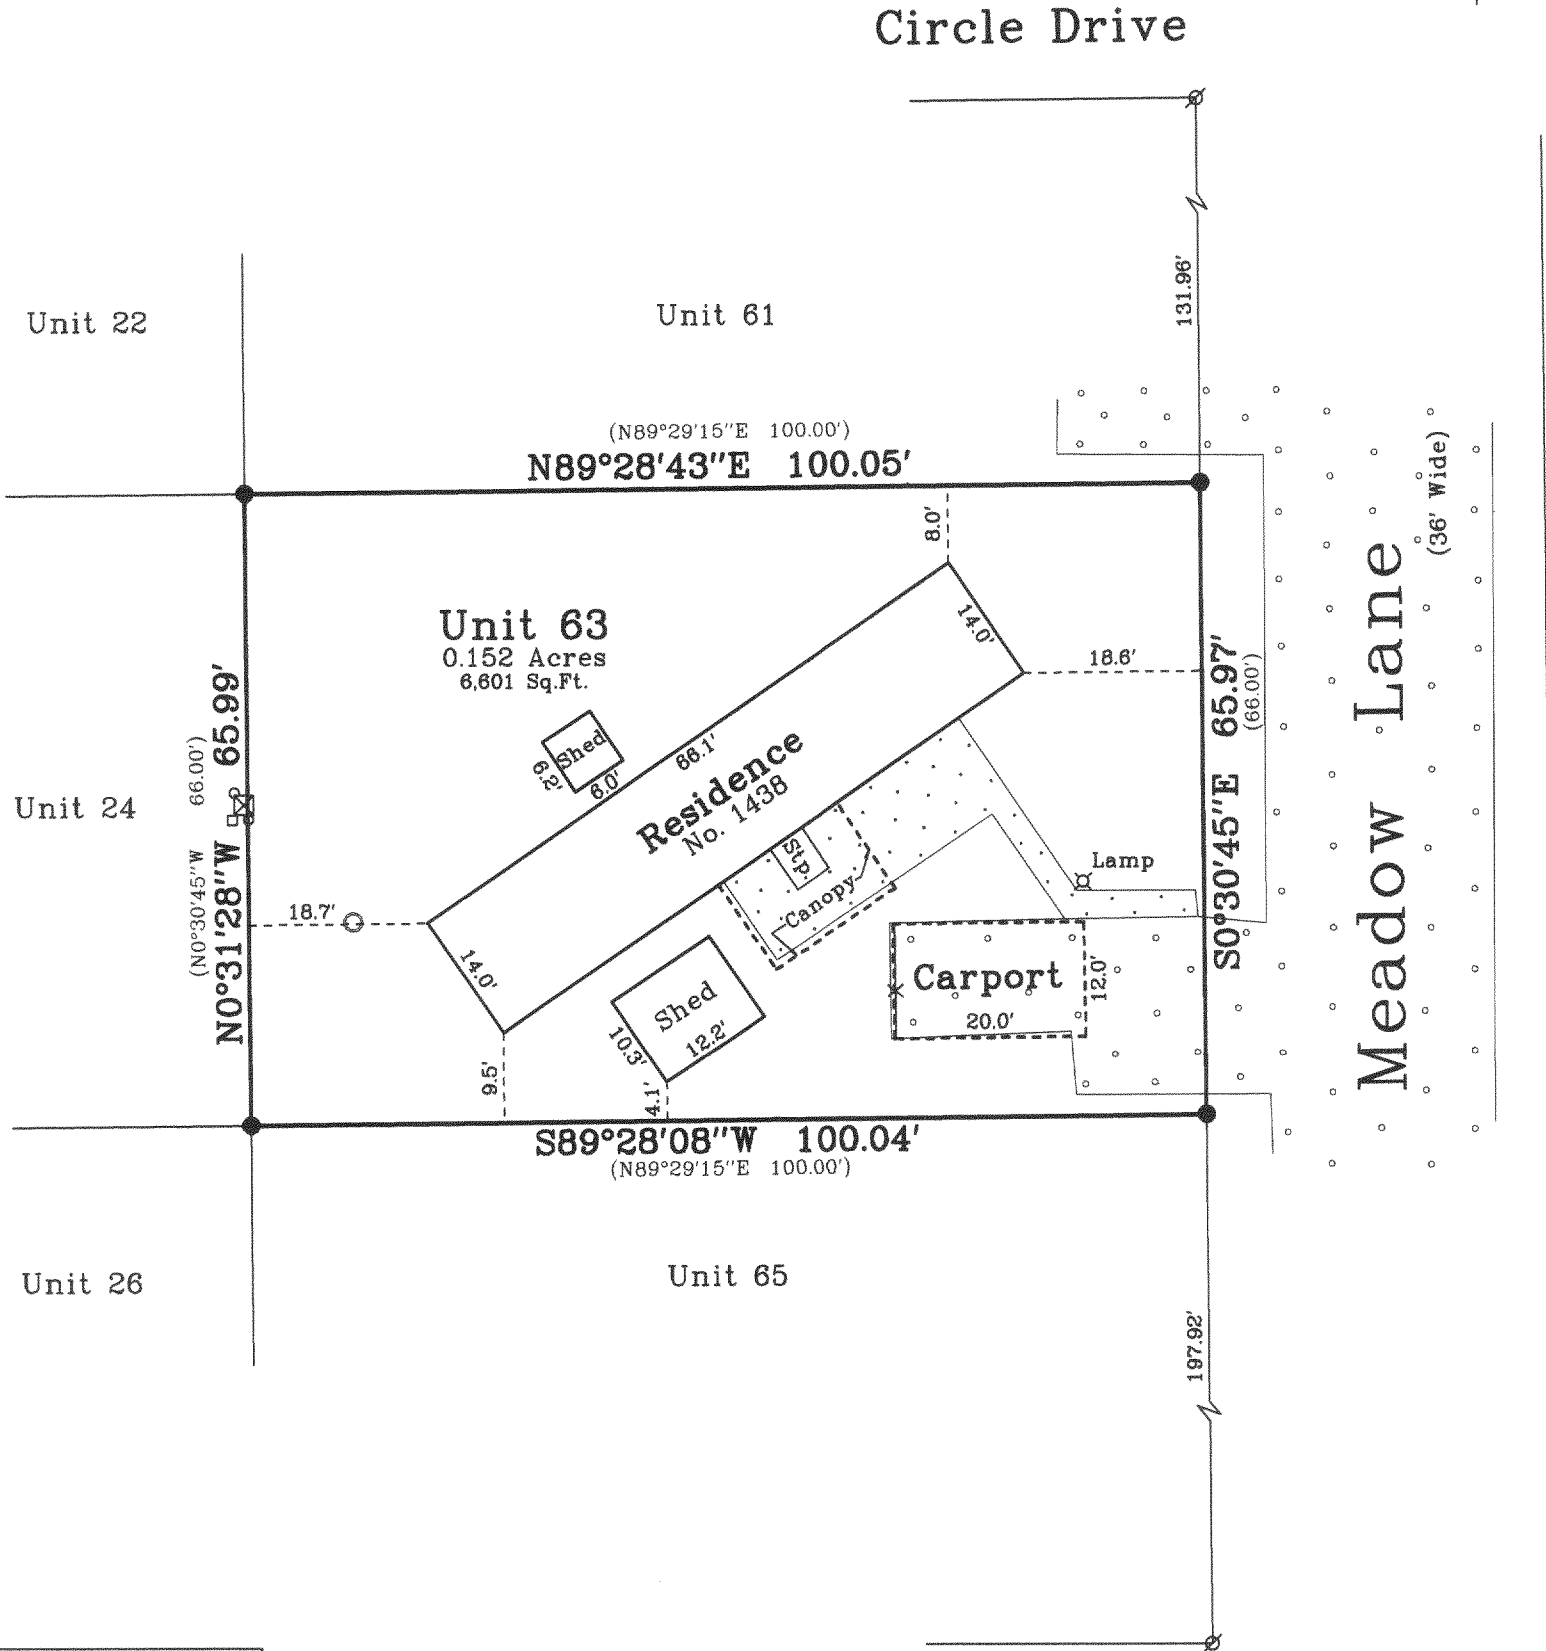 Circle Drive
131.96'
Unit 22
Unit 61
(N89°29'15"E 100.00')
N89°28'43"E 100.05'
(36' Wide)
Meadow Lane
8.0'
14.0'
Unit 63
0.152 Acres
6,601 Sq.Ft.
18.6'
S0°30'45"E 65.97'
(66.00')
N0°31'28"W 65.99'
(N0°30'45"W 66.00')
Shed
6.2'
6.0'
66.1'
Residence
No. 1438
Unit 24
Stp.
Canopy
Lamp
18.7'
14.0'
Shed
10.3'
12.2'
Carport
12.0'
20.0'
9.5'
4.1'
S89°28'08"W 100.04'
(N89°29'15"E 100.00')
Unit 26
Unit 65
197.92'